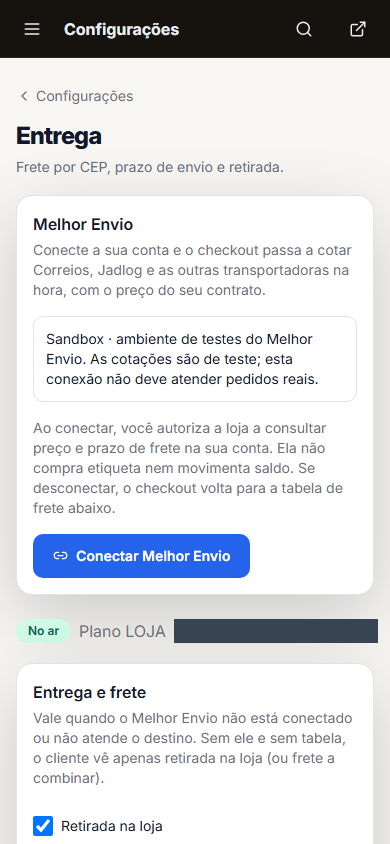 Configurações
Configurações
Entrega
Frete por CEP, prazo de envio e retirada.
Melhor Envio
Conecte a sua conta e o checkout passa a cotar
Correios, Jadlog e as outras transportadoras na
hora, com o preço do seu contrato.
Sandbox · ambiente de testes do Melhor
Envio. As cotações são de teste; esta
conexão não deve atender pedidos reais.
Ao conectar, você autoriza a loja a consultar
preço e prazo de frete na sua conta. Ela não
compra etiqueta nem movimenta saldo. Se
desconectar, o checkout volta para a tabela de
frete abaixo.
Conectar Melhor Envio
No ar Plano LOJA
Entrega e frete
Vale quando o Melhor Envio não está conectado
ou não atende o destino. Sem ele e sem tabela,
o cliente vê apenas retirada na loja (ou frete a
combinar).
Retirada na loja